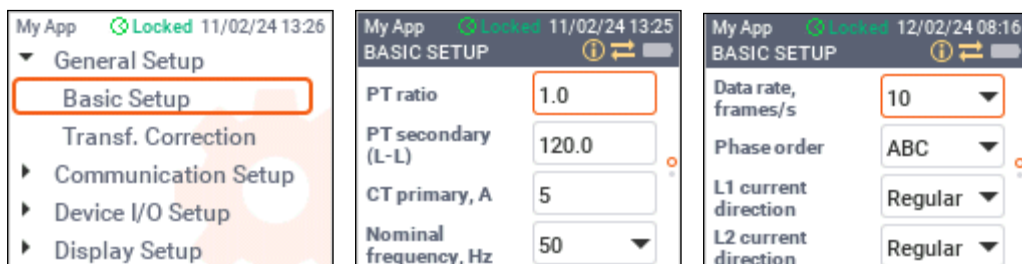 My App Locked 11/02/24 13:26
General Setup
Basic Setup
Transf. Correction
Communication Setup
Device I/O Setup
Display Setup
My App Locked 11/02/24 13:25
BASIC SETUP
PT ratio 1.0
PT secondary
(L-L) 120.0
CT primary, A 5
Nominal
frequency, Hz 50
My App Locked 12/02/24 08:16
BASIC SETUP
Data rate,
frames/s 10
Phase order ABC
L1 current
direction Regular
L2 current
direction Regular